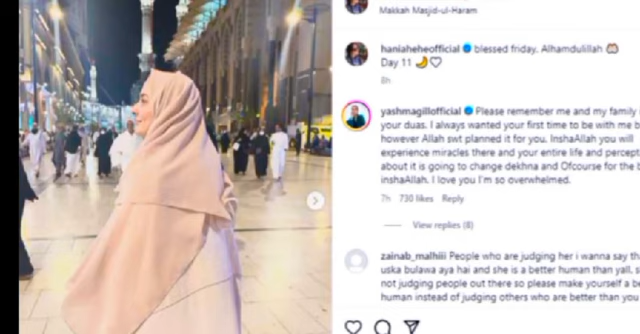 Makkah Masjid-ul-Haram
haniaheheofficial blessed friday. Alhamdulillah 🤲🏻
Day 11 🌙🤍
8h
yashmagillofficial Please remember me and my family
your duas. I always wanted your first time to be with me
however Allah swt planned it for you. InshaAllah you will
experience miracles there and your entire life and
about it is going to change dekhna and Ofcourse for the
inshaAllah. I love you I'm so overwhelmed.
7h 730 likes Reply
View replies (8)
zainab_malhiii People who are judging her i wanna say
uska bulawa aya hai and she is a better human than yall.
not judging people out there so please make yourself a
human instead of judging others who are better than you